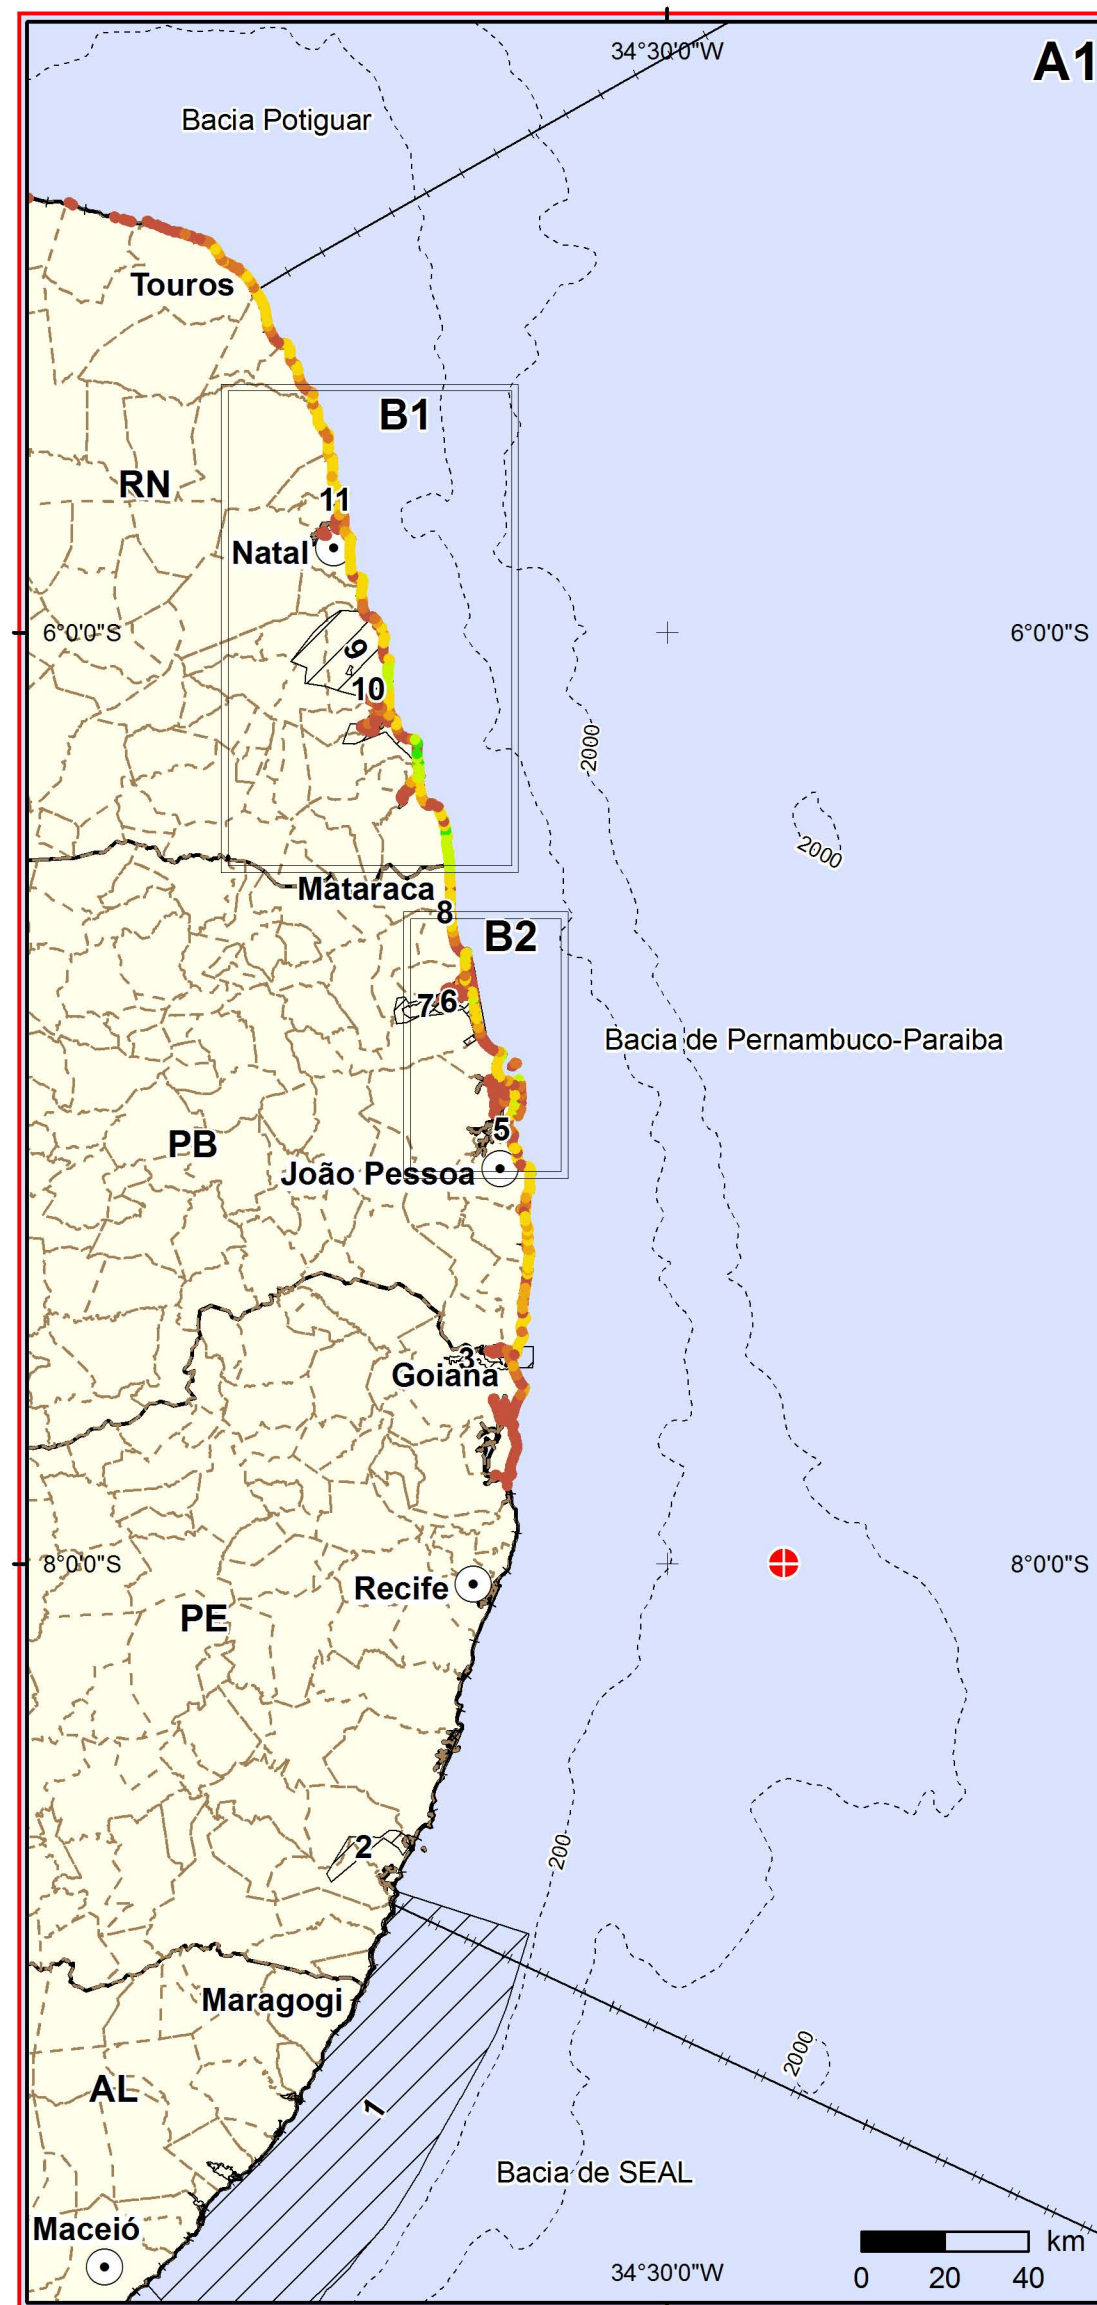 34°30'0"W
A1
Bacia Potiguar
Touros
B1
RN
11
Natal
6°0'0"S
6°0'0"S
9
10
2000
2000
Mataraca
8
B2
7
6
Bacia de Pernambuco-Paraiba
5
PB
João Pessoa
3
Goiana
8°0'0"S
8°0'0"S
Recife
PE
2
200
Maragogi
2000
AL
1
Bacia de SEAL
Maceió
km
34°30'0"W
0 20 40